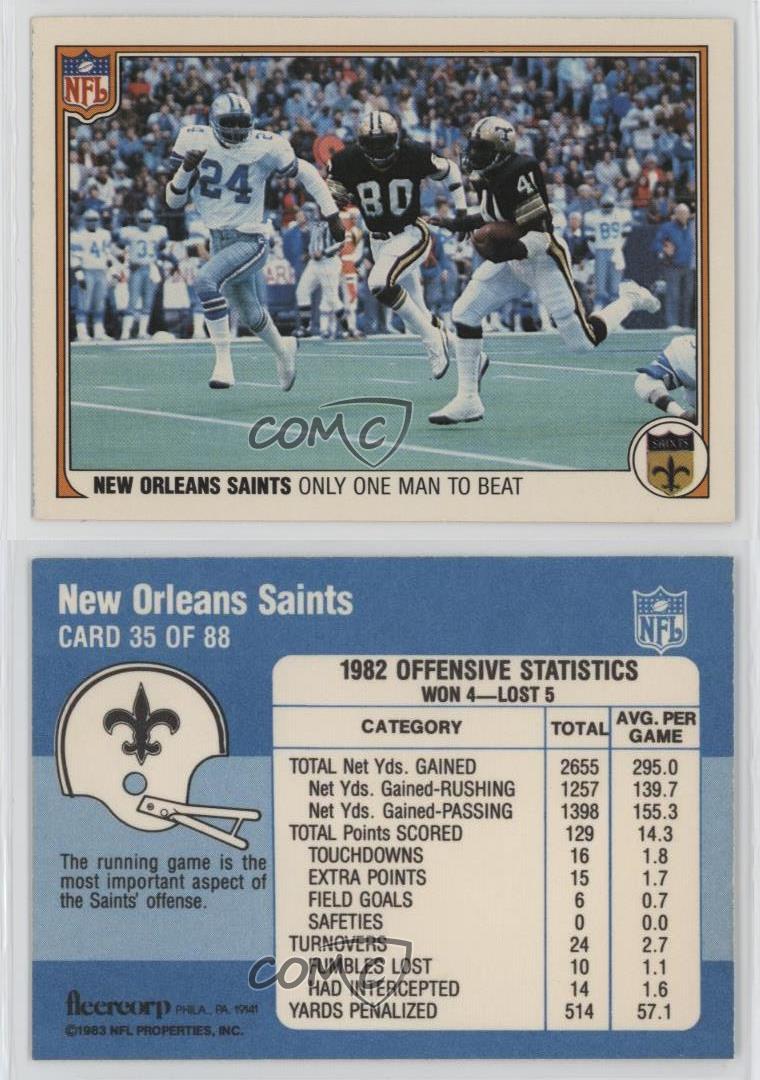 NFL
24
80
41
44
83
89
COMC
SAINTS
NEW ORLEANS SAINTS ONLY ONE MAN TO BEAT
New Orleans Saints
CARD 35 OF 88
NFL
1982 OFFENSIVE STATISTICS
WON 4—LOST 5
CATEGORY TOTAL AVG. PER GAME
TOTAL Net Yds. GAINED 2655 295.0
Net Yds. Gained-RUSHING 1257 139.7
Net Yds. Gained-PASSING 1398 155.3
TOTAL Points SCORED 129 14.3
TOUCHDOWNS 16 1.8
EXTRA POINTS 15 1.7
FIELD GOALS 6 0.7
SAFETIES 0 0.0
TURNOVERS 24 2.7
FUMBLES LOST 10 1.1
HAD INTERCEPTED 14 1.6
YARDS PENALIZED 514 57.1
The running game is the
most important aspect of
the Saints' offense.
COMC
fleercorp PHILA., PA. 19141
©1983 NFL PROPERTIES, INC.